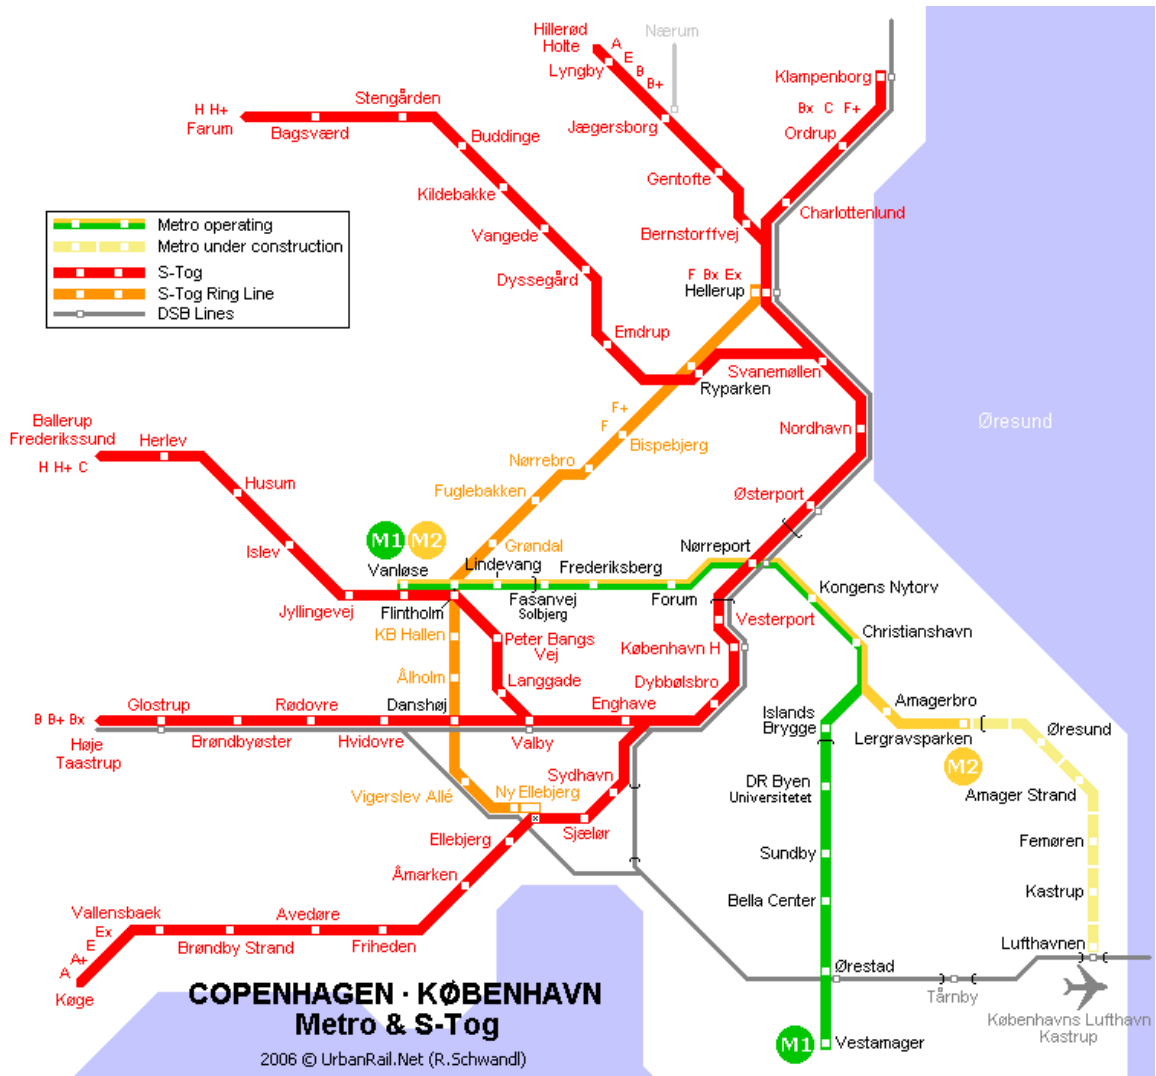 Hillerød
Holte
A
E
B
B+
Nærum
Lyngby
Klampenborg
Bx C F+
Stengården
H H+
Farum
Bagsværd
Jægersborg
Ordrup
Buddinge
Gentofte
Kildebakke
Charlottenlund
Metro operating
Metro under construction
S-Tog
S-Tog Ring Line
DSB Lines
Vangede
Bernstorffvej
Dyssegård
F Bx Ex
Hellerup
Emdrup
Svanemøllen
Ryparken
F+
F
Ballerup
Frederikssund
H H+ C
Herlev
Nordhavn
Øresund
Bispebjerg
Nørrebro
Husum
Fuglebakken
Østerport
Islev
M1
M2
Grøndal
Nørreport
Vanløse
Lindevang
Frederiksberg
Kongens Nytorv
Jyllingevej
Flintholm
Fasanvej
Solbjerg
Forum
Vesterport
Christianshavn
KB Hallen
Peter Bangs
Vej
København H
Ålholm
Langgade
Dybbølsbro
Amagerbro
B B+ Bx
Glostrup
Rødovre
Danshøj
Enghave
Islands
Brygge
Høje
Taastrup
Brøndbyøster
Hvidovre
Valby
Lergravsparken
Øresund
M2
Sydhavn
DR Byen
Universitetet
Vigerslev Allé
Ny Ellebjerg
Amager Strand
Sjælør
Ellebjerg
Femøren
Sundby
Åmarken
Kastrup
Bella Center
Vallensbaek
Avedøre
Ex
E
A+
A
Brøndby Strand
Friheden
Lufthavnen
Ørestad
Køge
Tårnby
COPENHAGEN · KØBENHAVN
Metro & S-Tog
Københavns Lufthavn
Kastrup
M1
Vestamager
2006 © UrbanRail.Net (R.Schwandl)